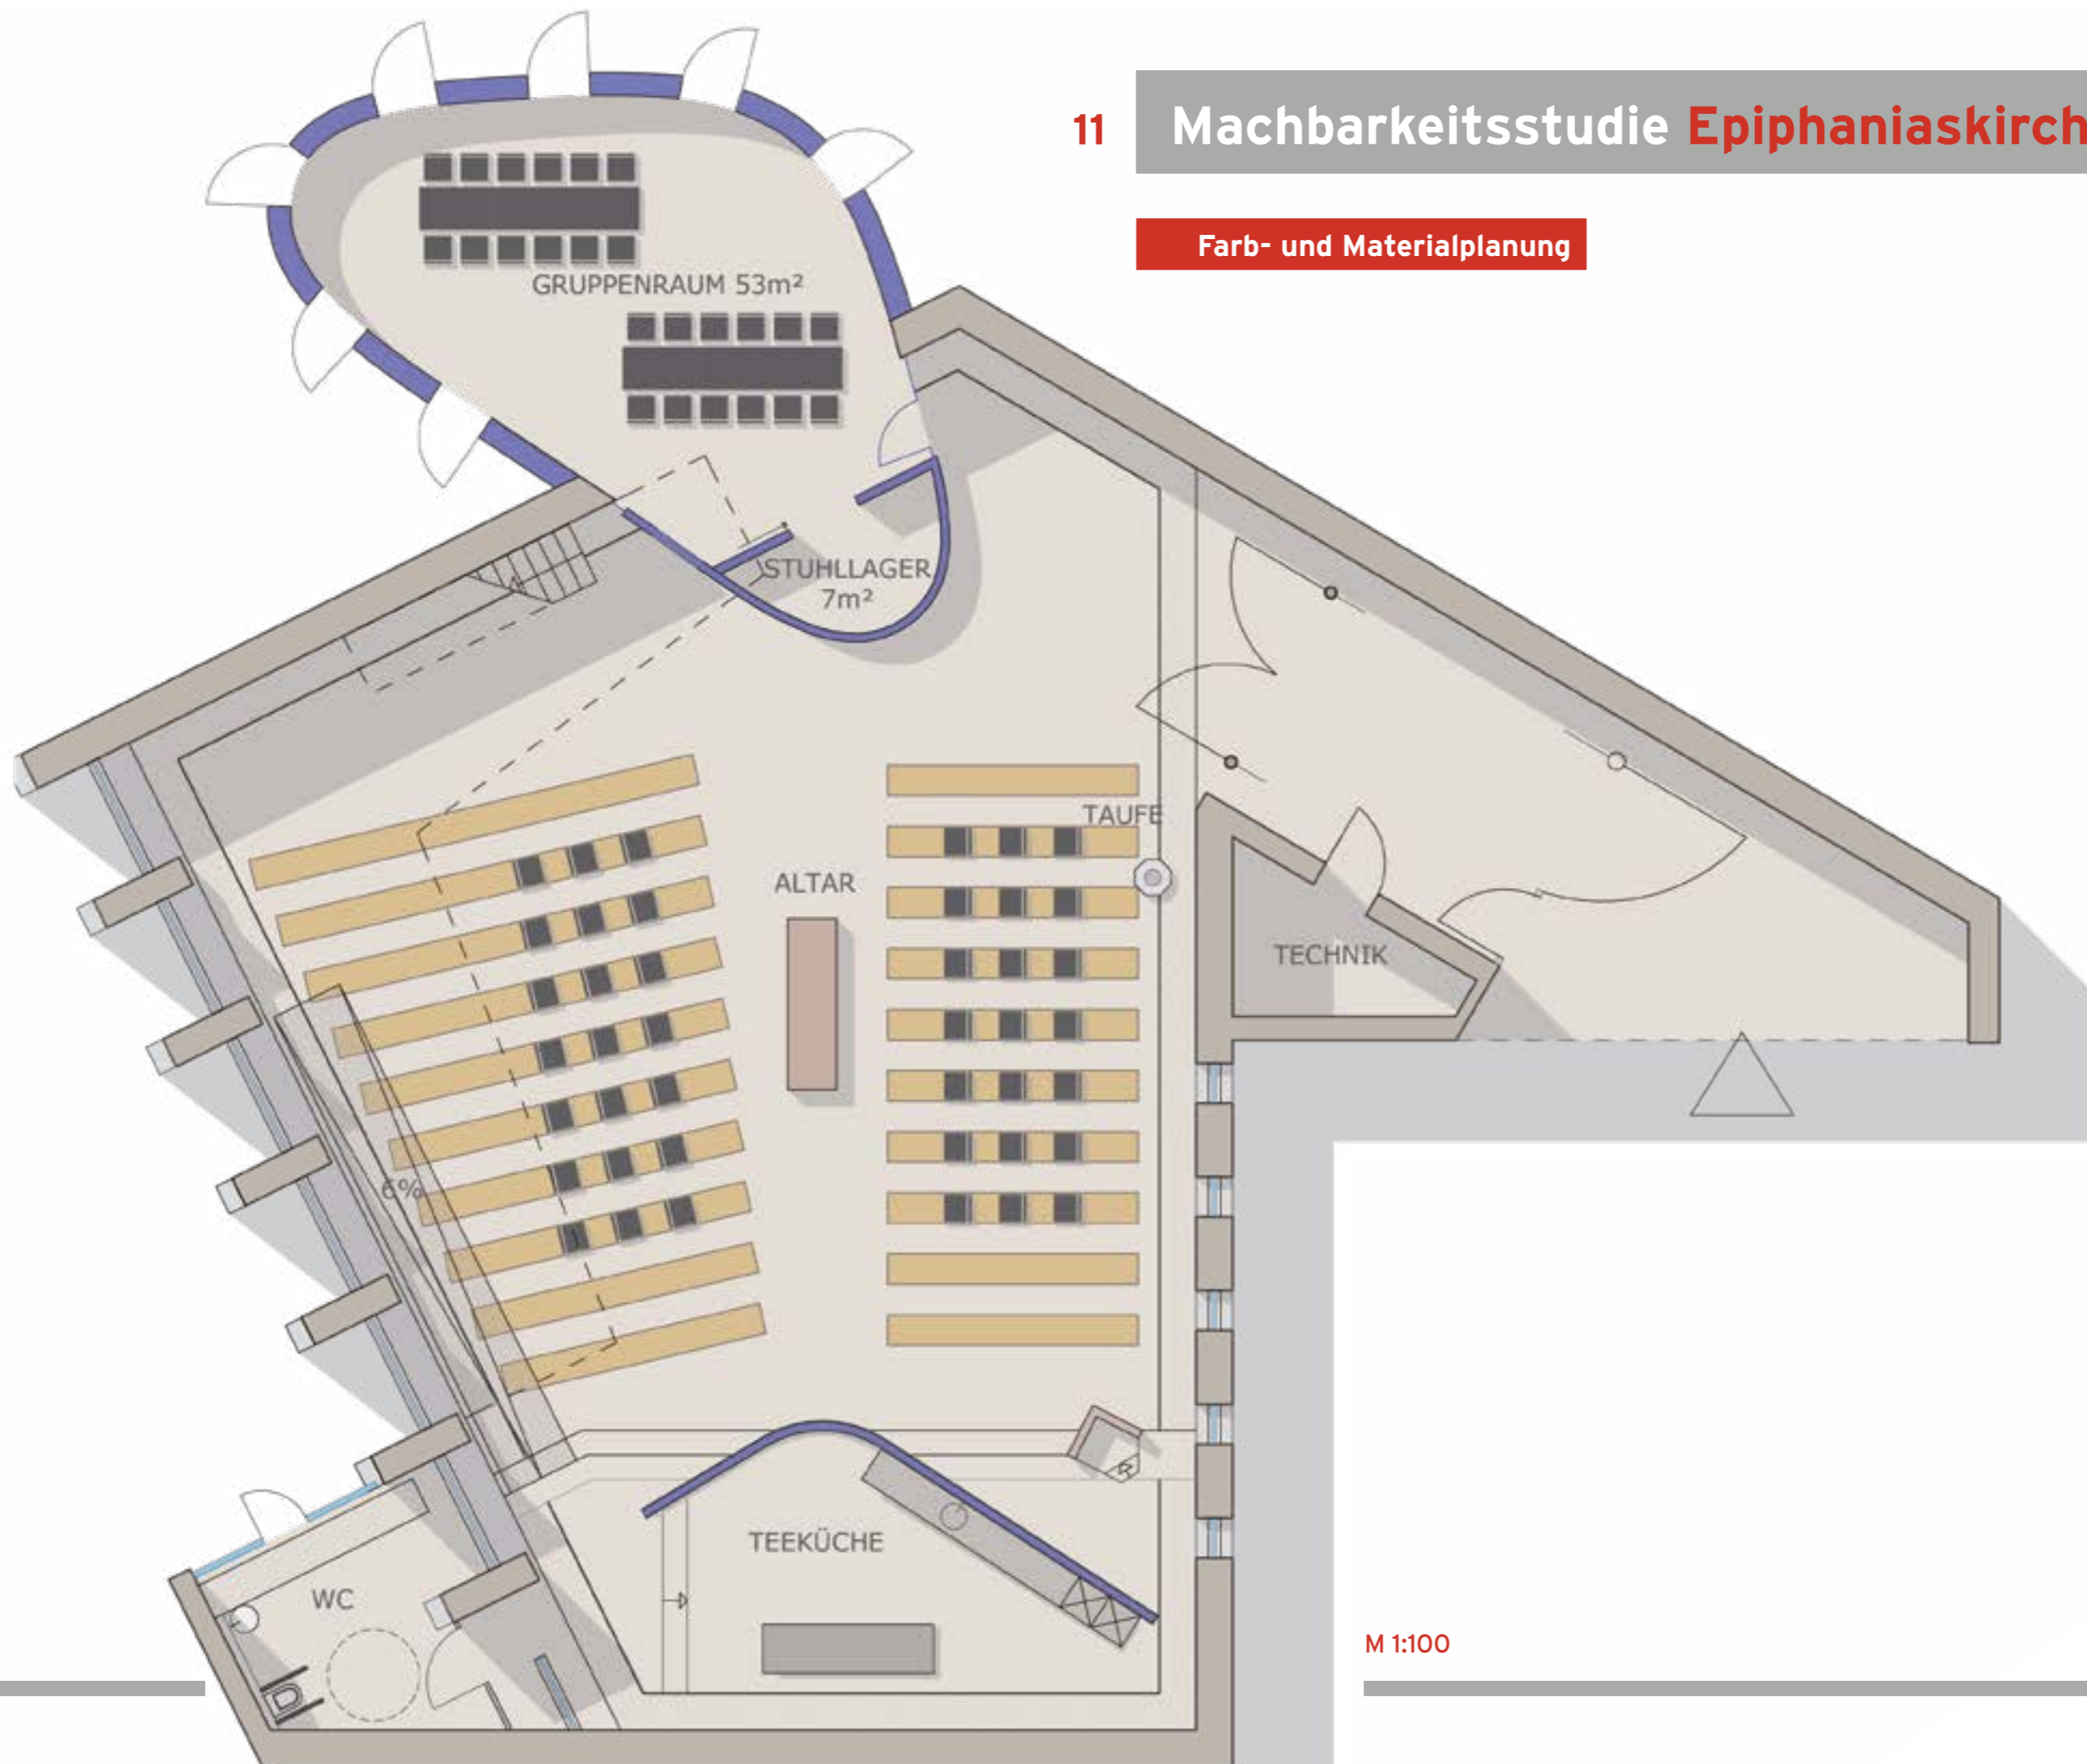 11
Machbarkeitsstudie Epiphaniaskirch
Farb- und Materialplanung
GRUPPENRAUM 53m²
STUHLLAGER
7m²
TAUFE
ALTAR
TECHNIK
6%
TEEKÜCHE
WC
M 1:100